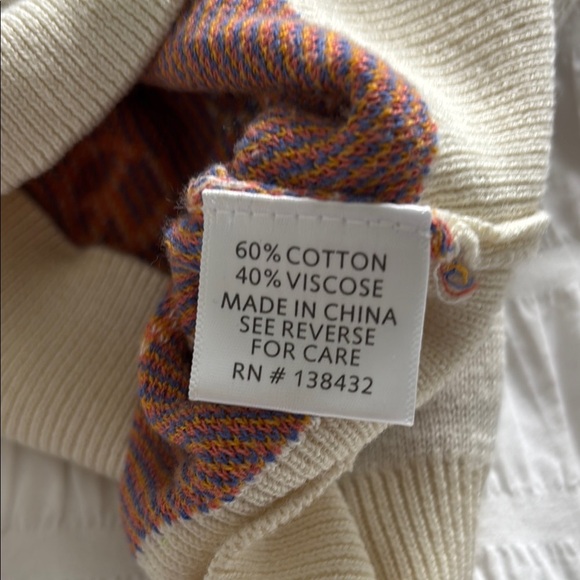 60% COTTON
40% VISCOSE
MADE IN CHINA
SEE REVERSE
FOR CARE
RN # 138432